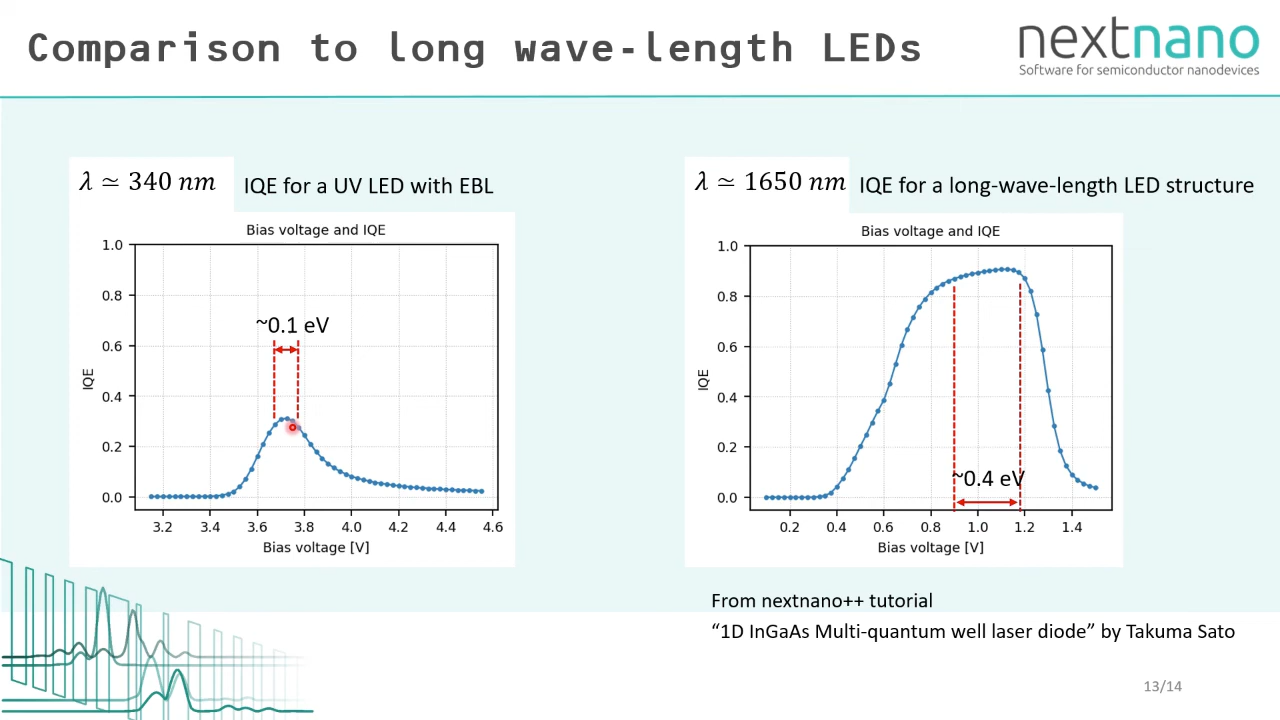 Comparison to long wave-length LEDs
nextnano
Software for semiconductor nanodevices
λ ≃ 340 nm
IQE for a UV LED with EBL
Bias voltage and IQE
1.0
0.8
0.6
0.4
0.2
0.0
IQE
~0.1 eV
3.2 3.4 3.6 3.8 4.0 4.2 4.4 4.6
Bias voltage [V]
λ ≃ 1650 nm
IQE for a long-wave-length LED structure
Bias voltage and IQE
1.0
0.8
0.6
0.4
0.2
0.0
IQE
~0.4 eV
0.2 0.4 0.6 0.8 1.0 1.2 1.4
Bias voltage [V]
From nextnano++ tutorial
“1D InGaAs Multi-quantum well laser diode” by Takuma Sato
13/14